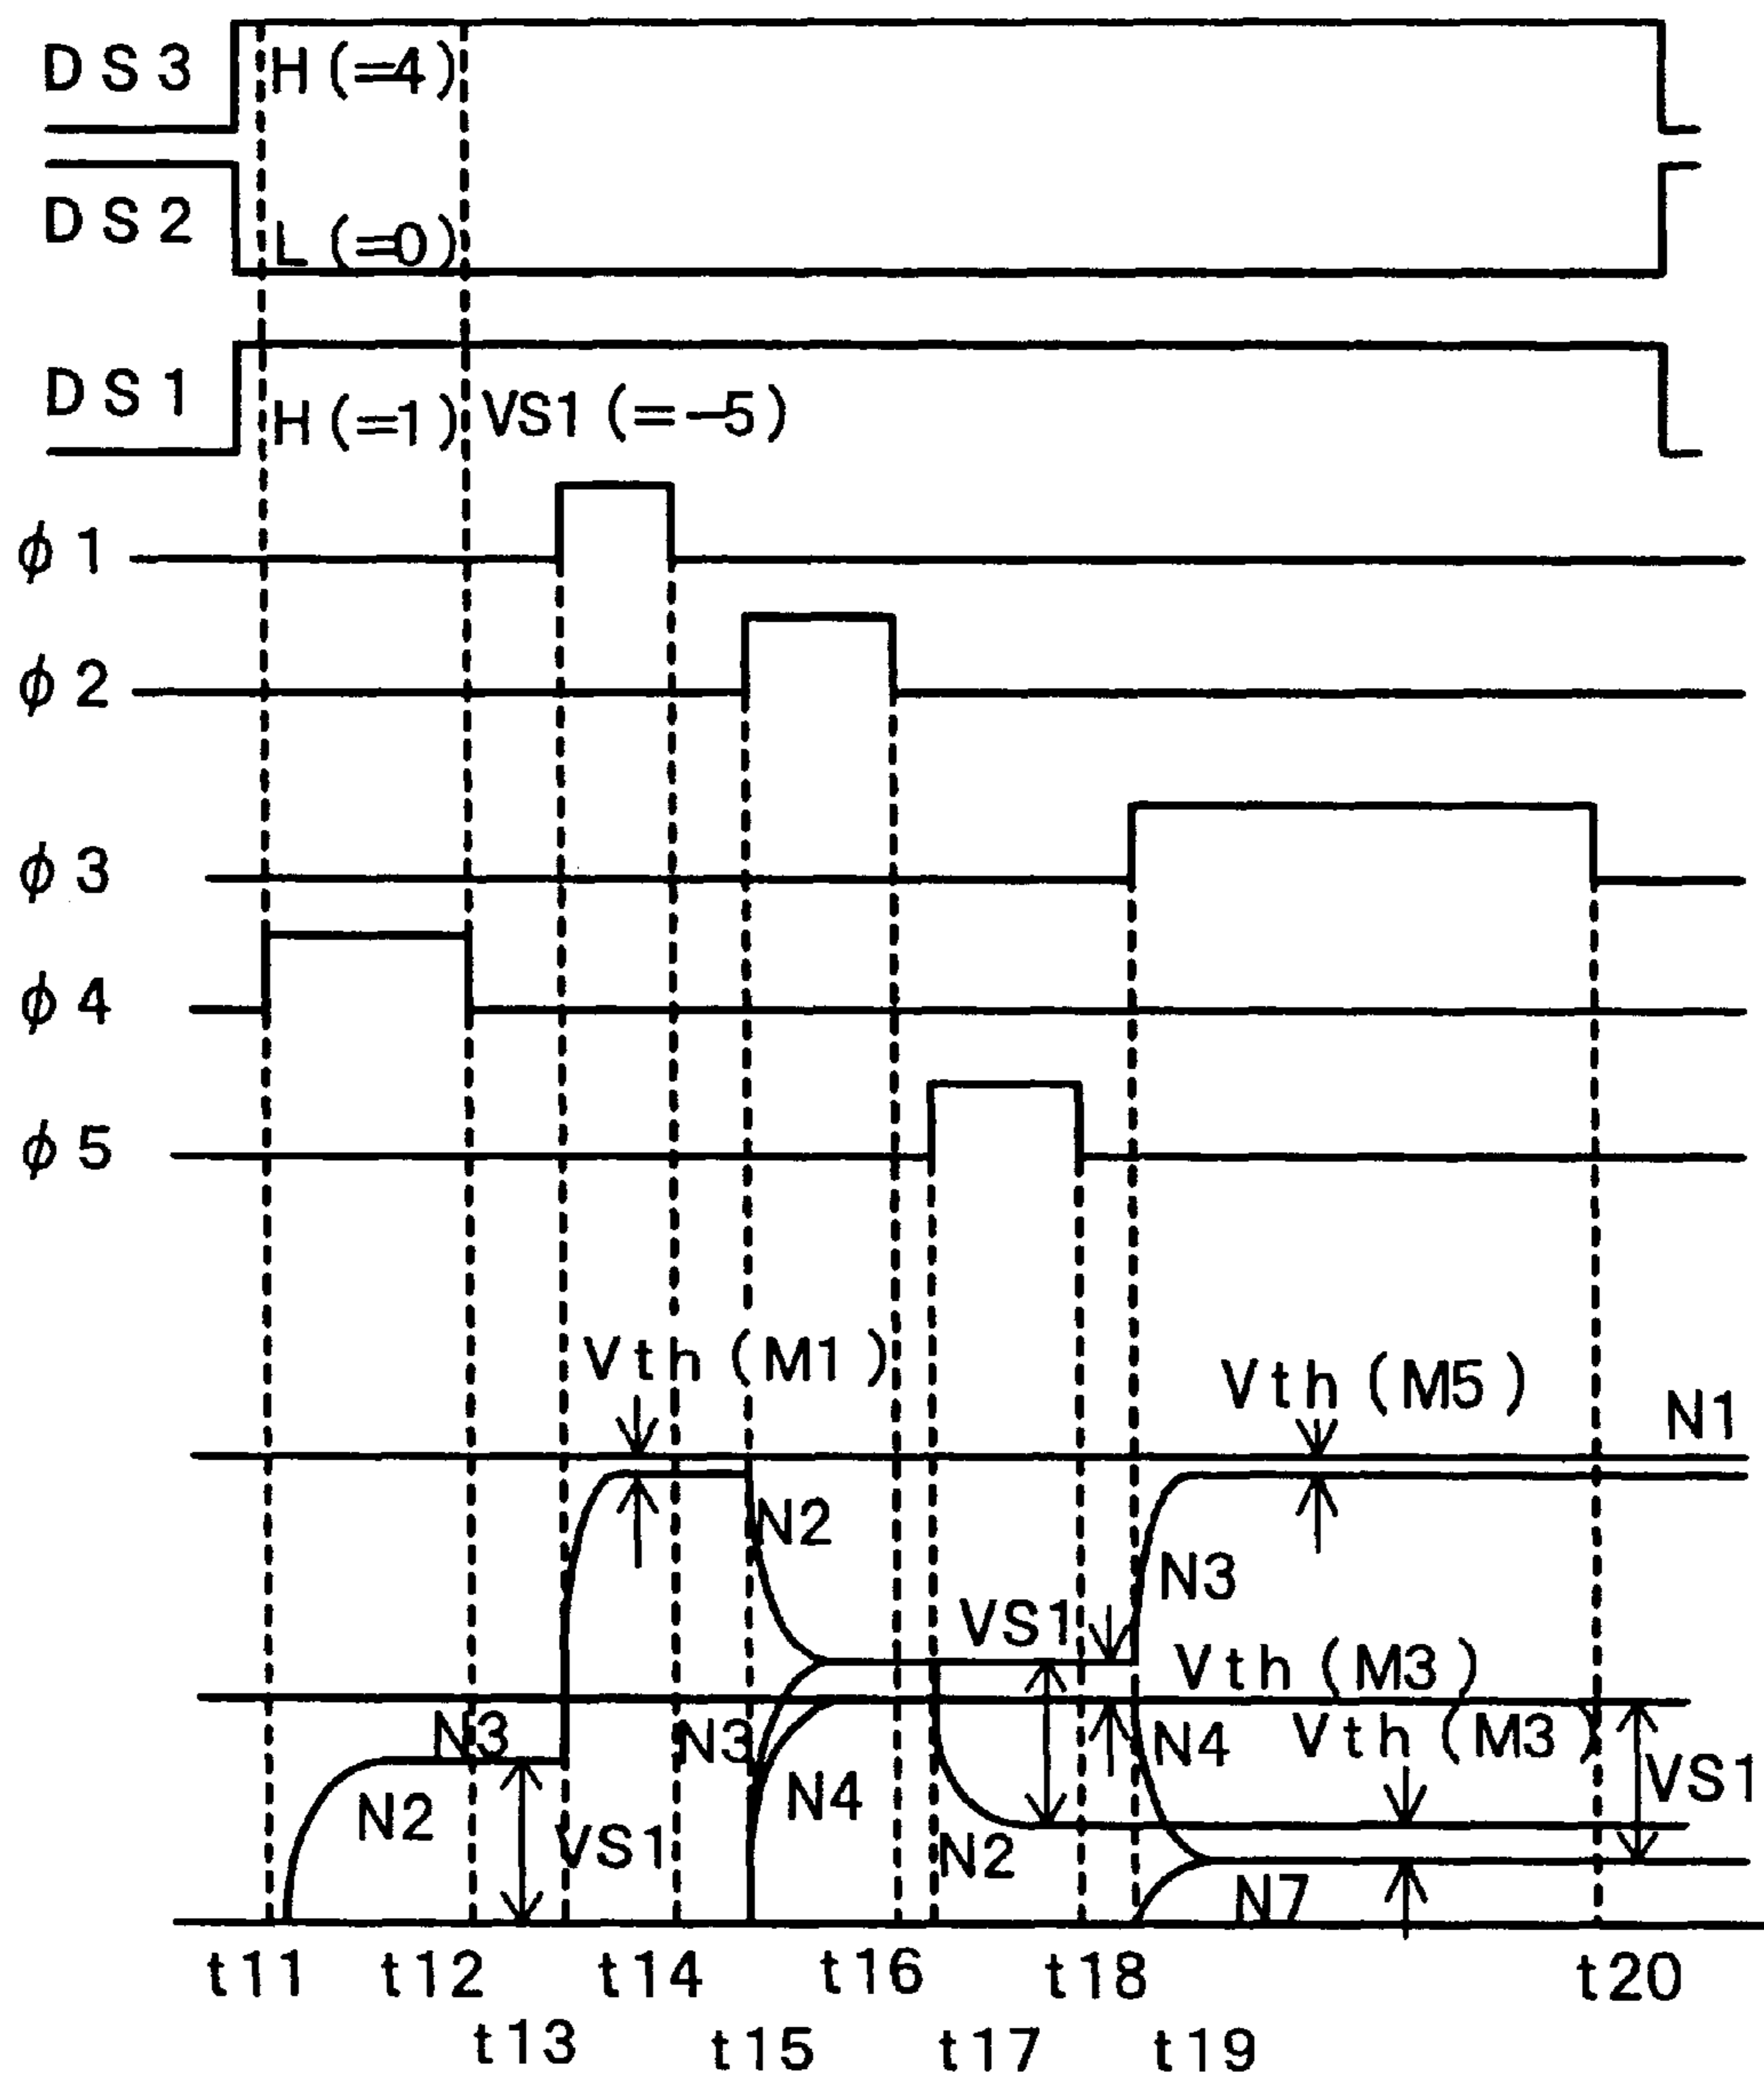 DS3
H(=4)
DS2
L(=0)
DS1
H(=1) VS1(=-5)
ϕ1
ϕ2
ϕ3
ϕ4
ϕ5
Vth(M1)
Vth(M5)
N1
N2
N3
VS1
Vth(M3)
N3
N3
N4
Vth(M3)
VS1
N2
N4
VS1
N2
N7
t11
t12
t14
t16
t18
t20
t13
t15
t17
t19